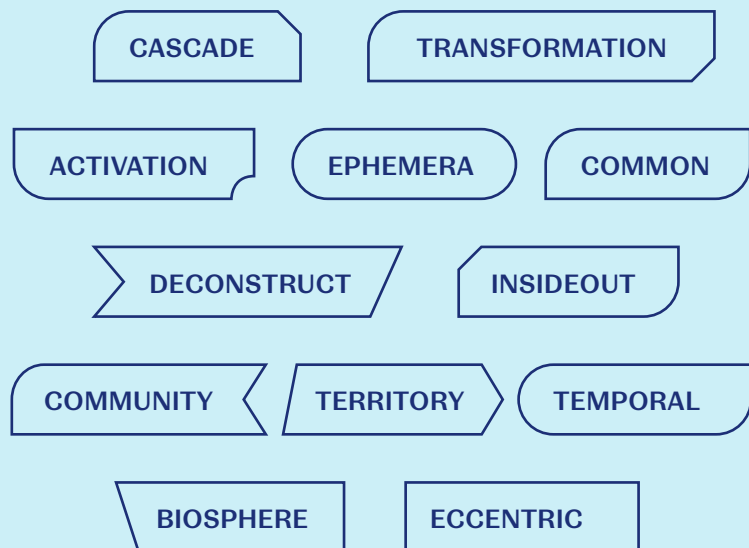 CASCADE TRANSFORMATION
ACTIVATION EPHEMERA COMMON
DECONSTRUCT INSIDEOUT
COMMUNITY TERRITORY TEMPORAL
BIOSPHERE ECCENTRIC